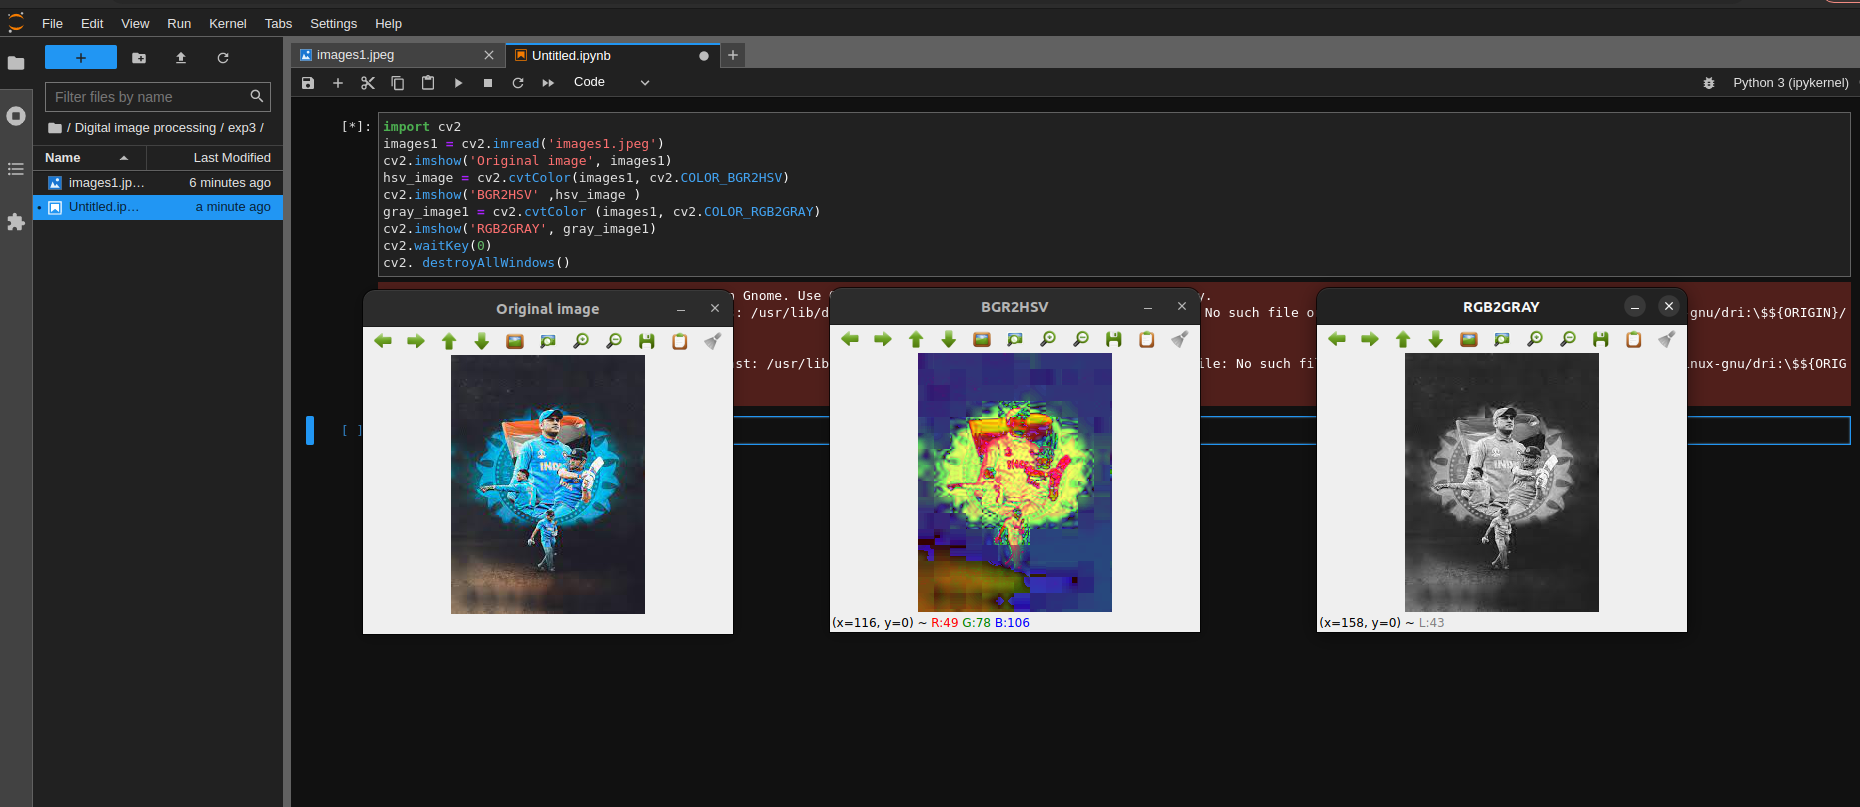 File Edit View Run Kernel Tabs Settings Help
images1.jpeg
Untitled.ipynb
Code
Python 3 (ipykernel)
Filter files by name
/ Digital image processing / exp3 /
Name Last Modified
images1.jp… 6 minutes ago
Untitled.ip… a minute ago
[*]:
import cv2
images1 = cv2.imread('images1.jpeg')
cv2.imshow('Original image', images1)
hsv_image = cv2.cvtColor(images1, cv2.COLOR_BGR2HSV)
cv2.imshow('BGR2HSV' ,hsv_image )
gray_image1 = cv2.cvtColor (images1, cv2.COLOR_RGB2GRAY)
cv2.imshow('RGB2GRAY', gray_image1)
cv2.waitKey(0)
cv2. destroyAllWindows()
Gnome. Use
: /usr/lib/d No such file o gnu/dri:\$${ORIGIN}/
st: /usr/lib ile: No such fi nux-gnu/dri:\$${ORIG
[ ]
Original image
BGR2HSV
RGB2GRAY
(x=116, y=0) ~ R:49 G:78 B:106
(x=158, y=0) ~ L:43